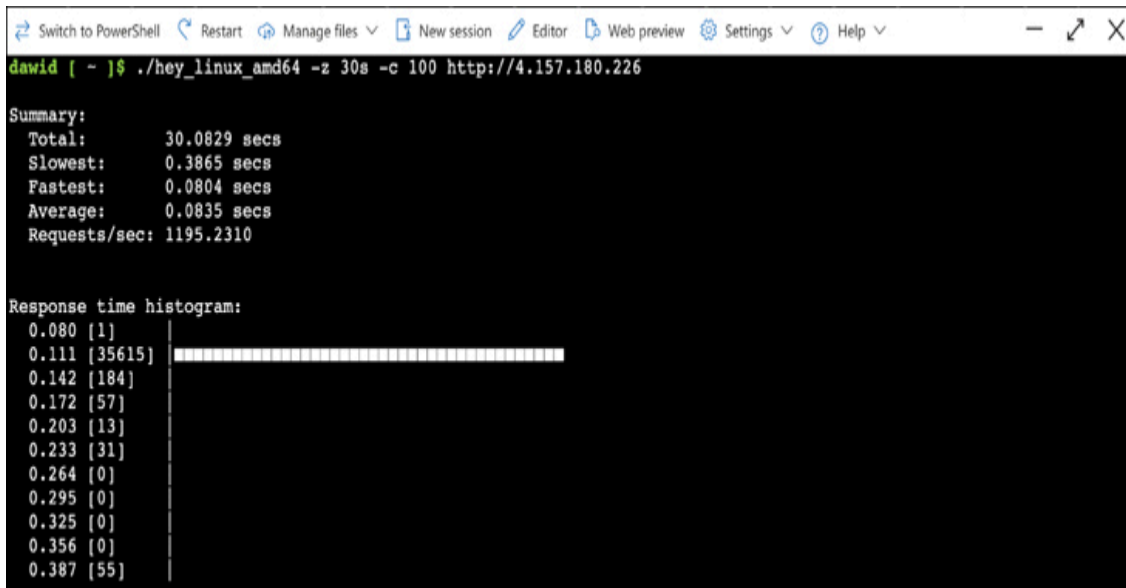 Switch to PowerShell Restart Manage files New session Editor Web preview Settings Help
dawid [ ~ ]$ ./hey_linux_amd64 -z 30s -c 100 http://4.157.180.226
Summary:
Total: 30.0829 secs
Slowest: 0.3865 secs
Fastest: 0.0804 secs
Average: 0.0835 secs
Requests/sec: 1195.2310
Response time histogram:
0.080 [1] |
0.111 [35615] |■■■■■■■■■■■■■■■■■■■■■■■■■■■■■■■■■■■■■■■■
0.142 [184] |
0.172 [57] |
0.203 [13] |
0.233 [31] |
0.264 [0] |
0.295 [0] |
0.325 [0] |
0.356 [0] |
0.387 [55] |